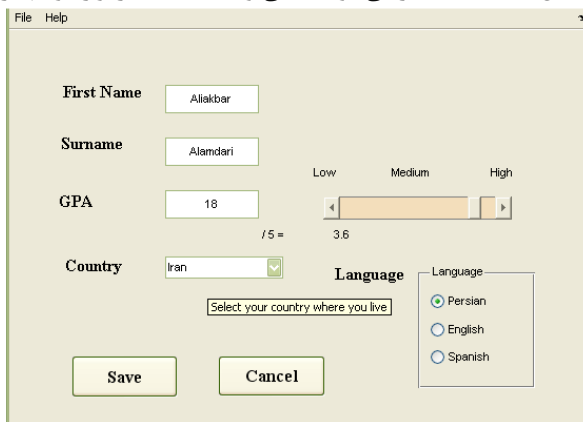 File Help
First Name Aliakbar
Surname Alamdari
Low Medium High
GPA 18
/ 5 = 3.6
Country Iran Language Language
Persian
Select your country where you live
English
Spanish
Save Cancel